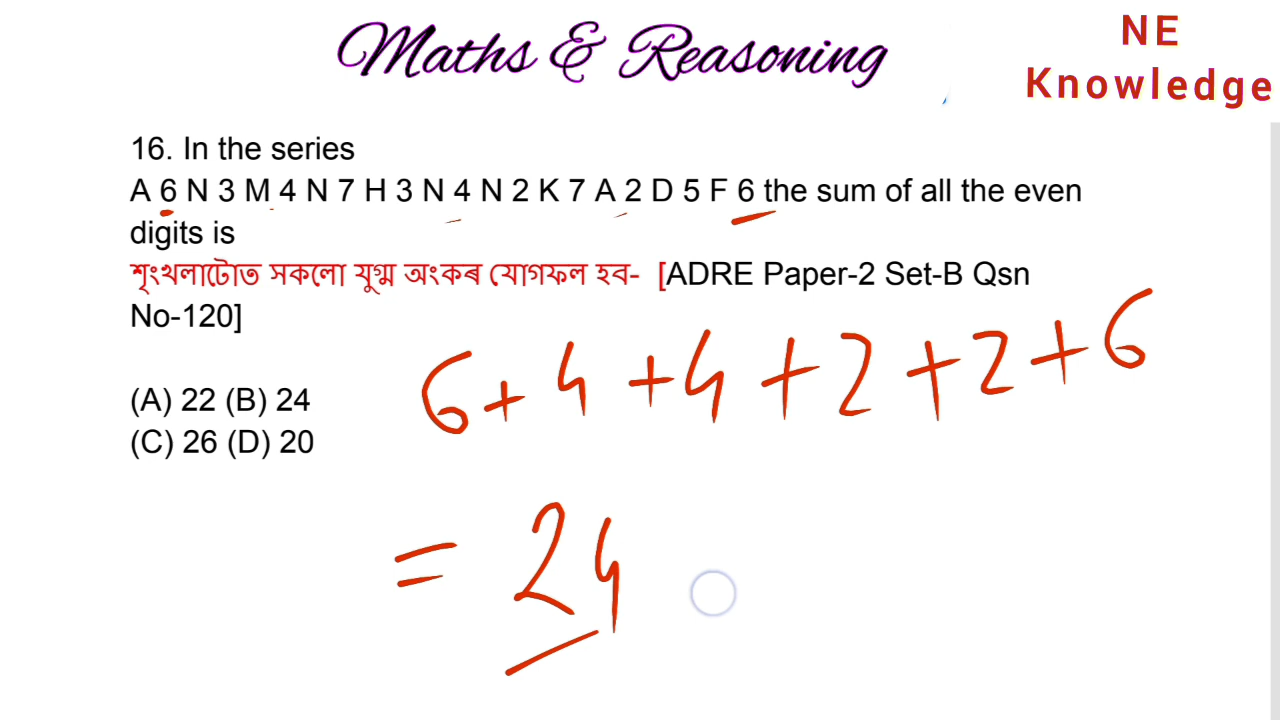 Maths & Reasoning
NE
Knowledge
16. In the series
A 6 N 3 M 4 N 7 H 3 N 4 N 2 K 7 A 2 D 5 F 6 the sum of all the even
digits is
শৃংখলাটোত সকলো যুগ্ম অংকৰ যোগফল হব- [ADRE Paper-2 Set-B Qsn
No-120]
6+4+4+2+2+6
(A) 22 (B) 24
(C) 26 (D) 20
= 24